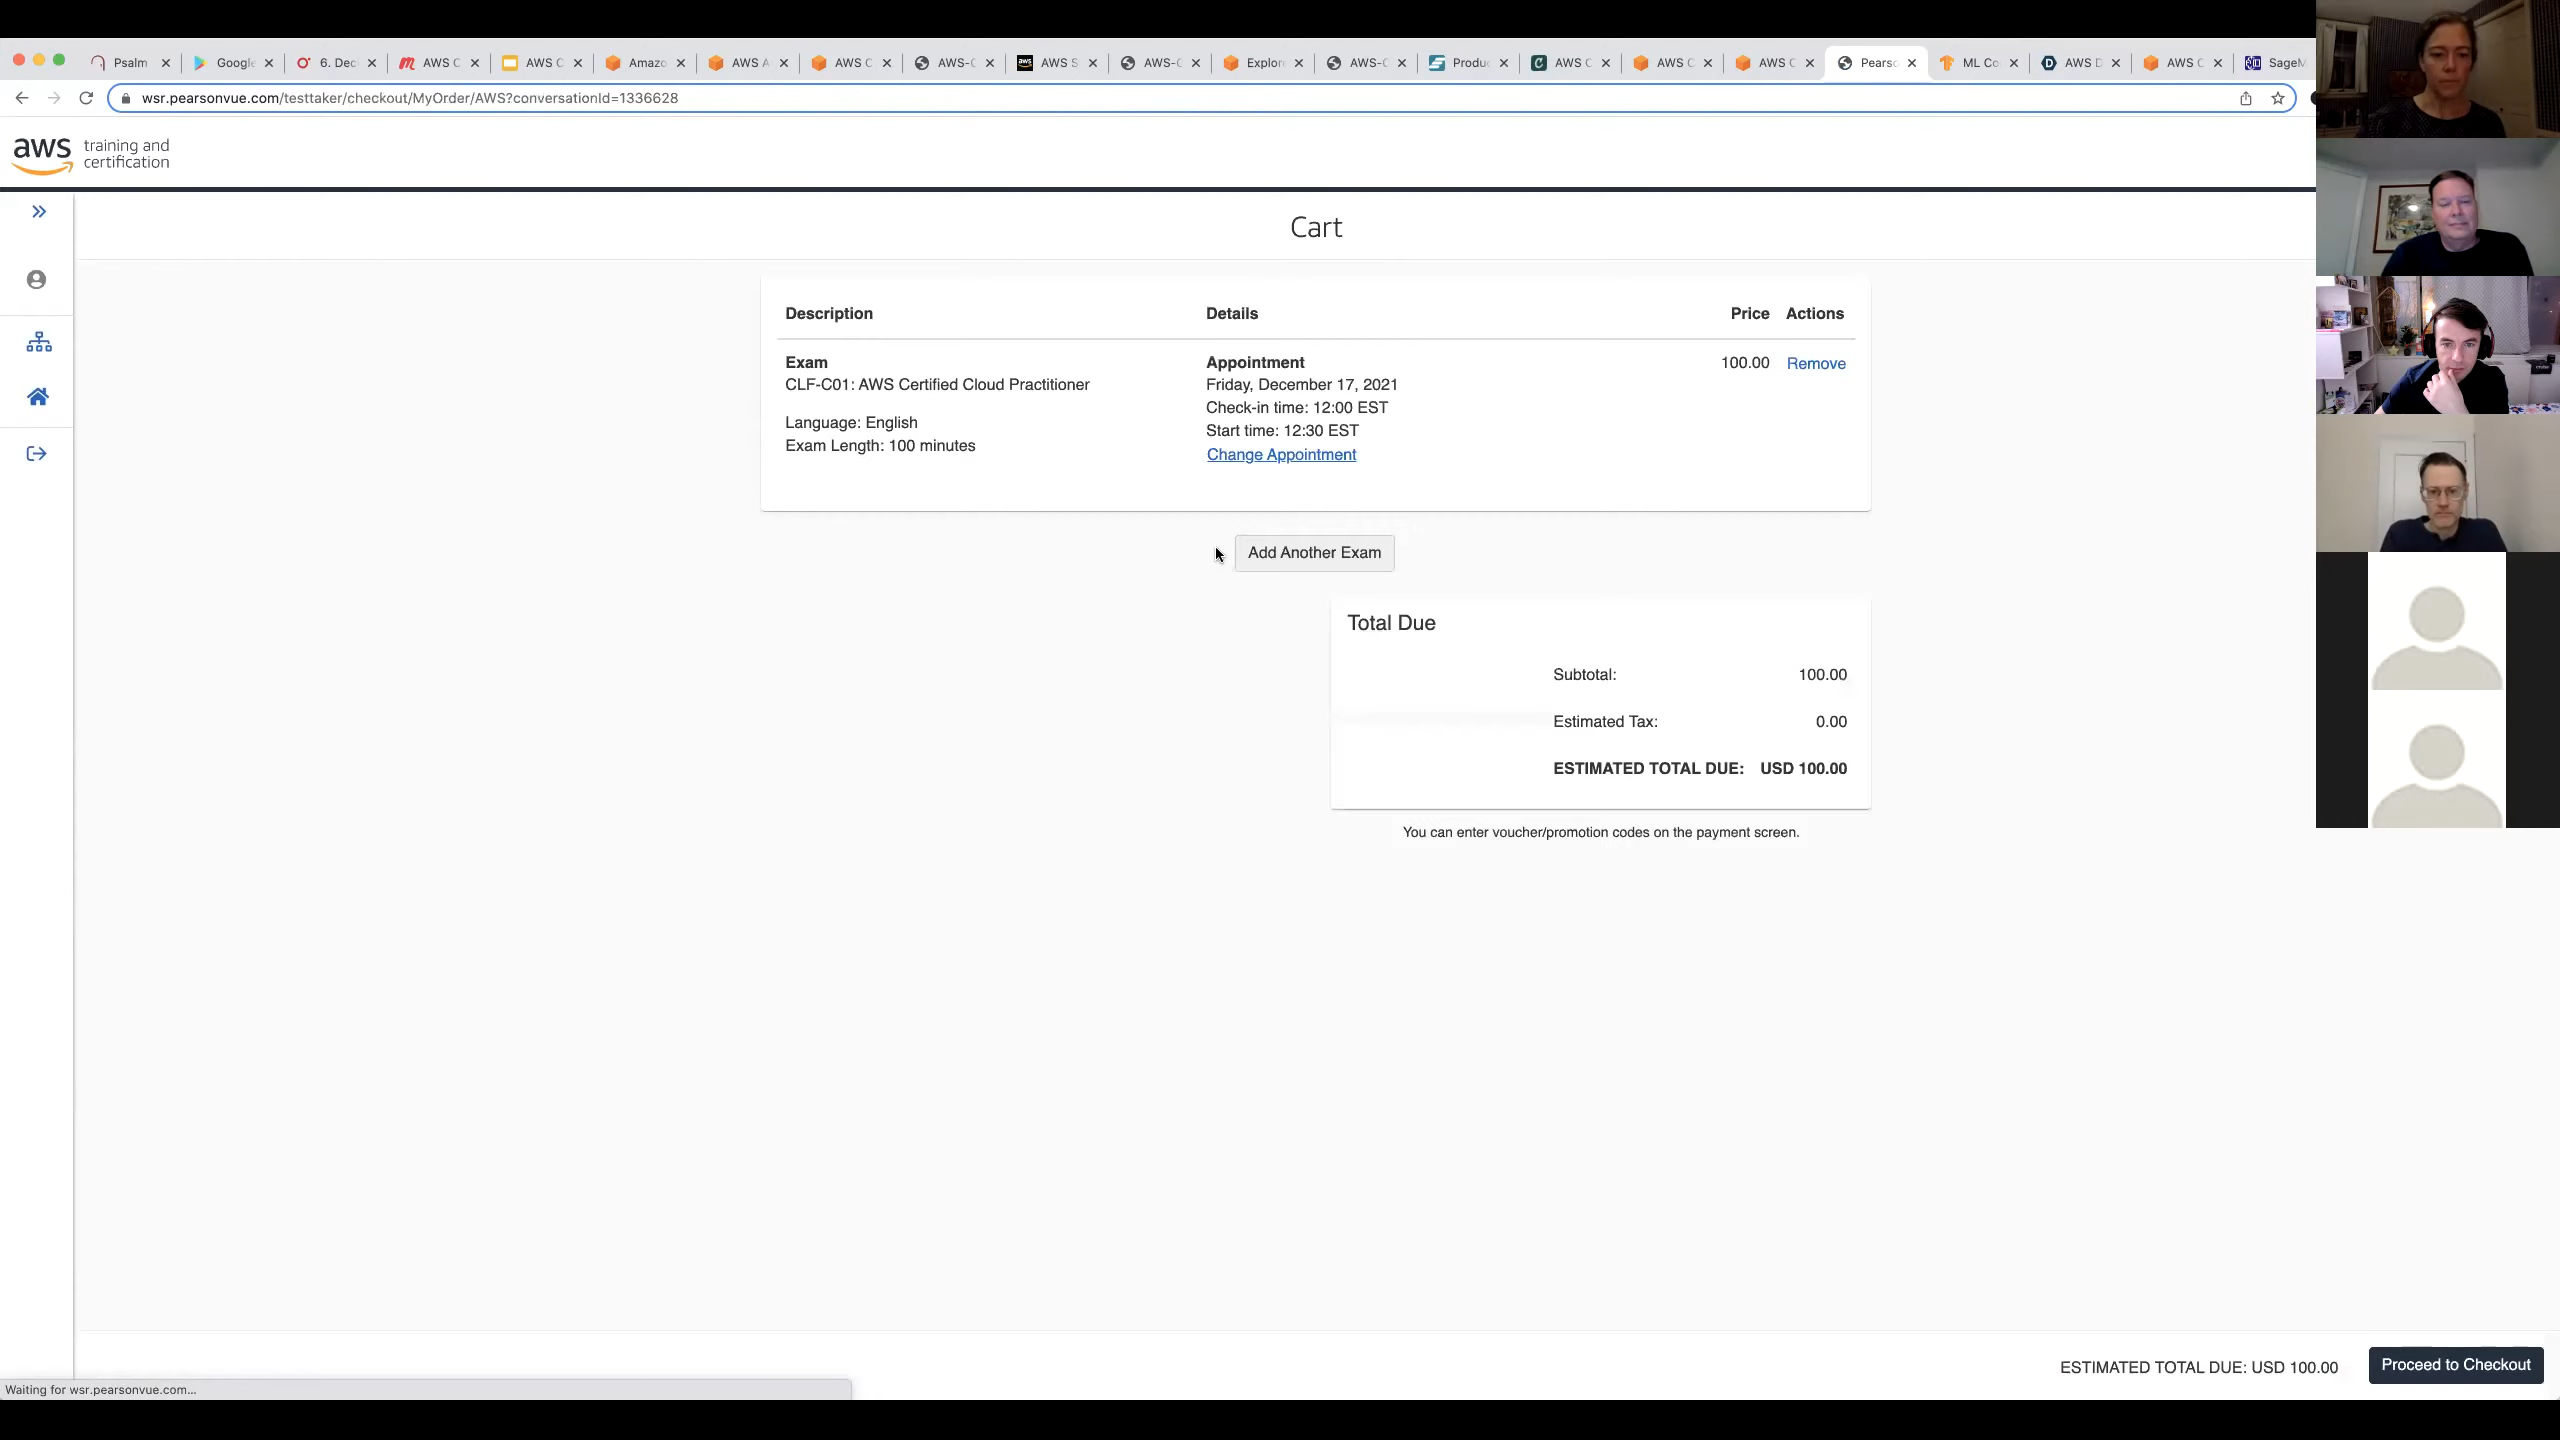 Psalm
Google
6. Dec
AWS C
AWS C
Amazo
AWS A
AWS C
AWS-C
AWS S
AWS-C
Explor
AWS-C
Produc
AWS C
AWS C
AWS C
Pearso
ML Co
AWS D
AWS C
SageM
wsr.pearsonvue.com/testtaker/checkout/MyOrder/AWS?conversationId=1336628
aws training and
certification
Cart
Description Details Price Actions
Exam Appointment 100.00 Remove
CLF-C01: AWS Certified Cloud Practitioner Friday, December 17, 2021
Check-in time: 12:00 EST
Language: English Start time: 12:30 EST
Exam Length: 100 minutes Change Appointment
Add Another Exam
Total Due
Subtotal: 100.00
Estimated Tax: 0.00
ESTIMATED TOTAL DUE: USD 100.00
You can enter voucher/promotion codes on the payment screen.
ESTIMATED TOTAL DUE: USD 100.00 Proceed to Checkout
Waiting for wsr.pearsonvue.com...